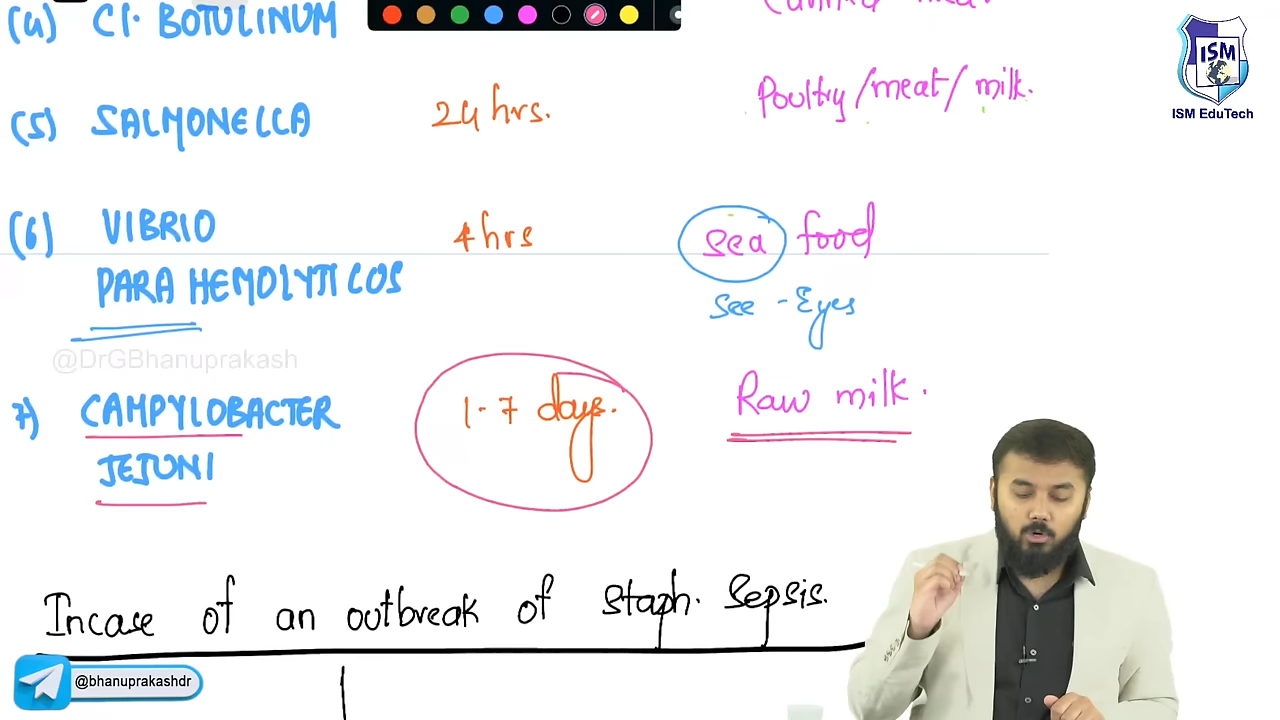 (4) Cl. BOTULINUM
ISM
ISM EduTech
(5) SALMONELLA 24 hrs. Poultry/meat/milk.
(6) VIBRIO 4 hrs Sea food
PARA HEMOLYTICOS See - Eyes
@DrGBhanuprakash
7) CAMPYLOBACTER 1-7 days. Raw milk.
JEJUNI
Incase of an outbreak of staph. Sepsis.
@bhanuprakashdr